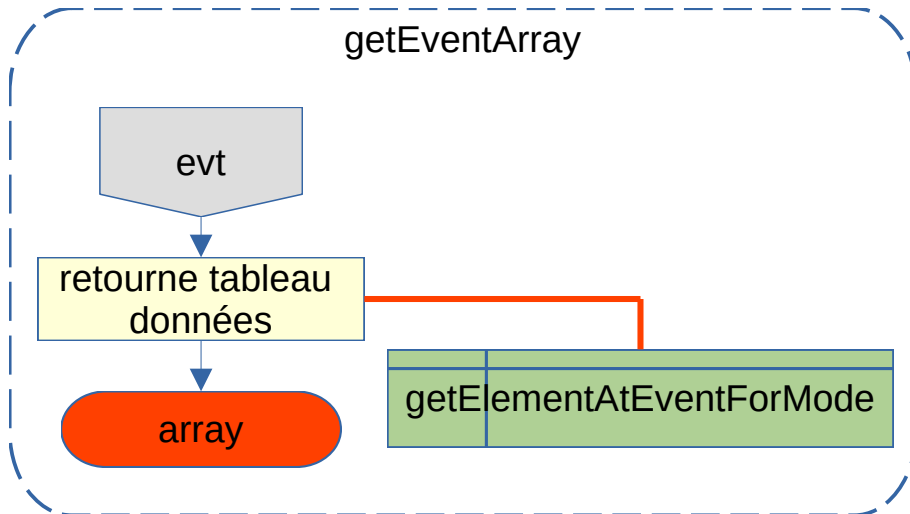 getEventArray
evt
retourne tableau
données
getElementAtEventForMode
array